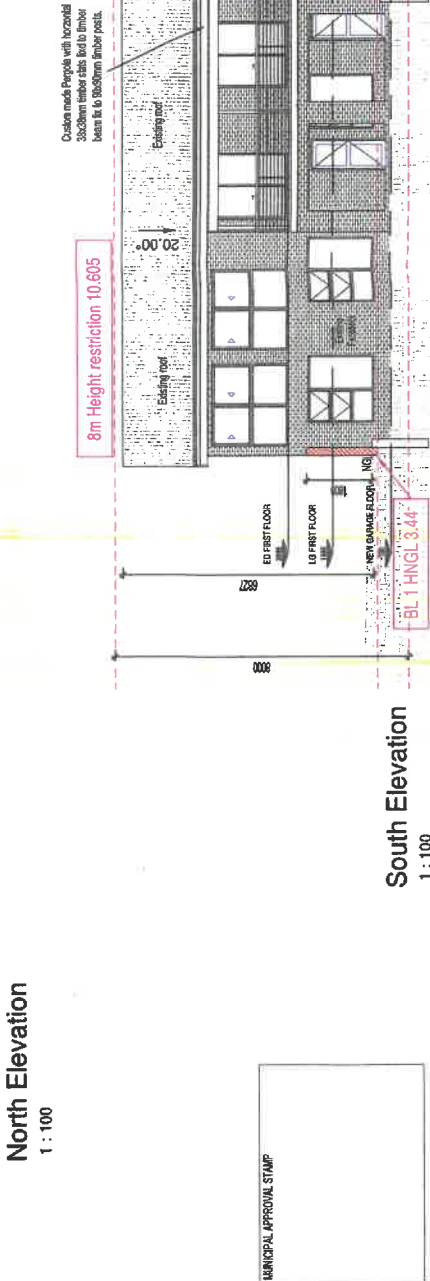 North Elevation
1 : 100
MUNICIPAL APPROVAL STAMP
South Elevation
1 : 100
8m Height restriction 10.605
Custom made Pergola with horizontal
38x38mm timber slats fixd to timber
beam fix to 90x90mm timber posts.
Existing roof
20.00°
Existing roof
6827
8000
FIRST FLOOR
LG FIRST FLOOR
NEW GARAGE FLOOR
NGL
BL 1 HNGL 3.44